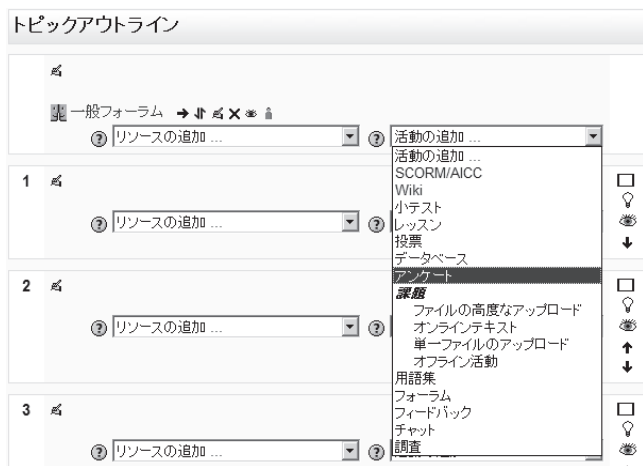 トピックアウトライン
一般フォーラム
リソースの追加 ... 活動の追加 ...
活動の追加 ...
SCORM/AICC
1
Wiki
小テスト
リソースの追加 ...
レッスン
投票
データベース
アンケート
2
課題
ファイルの高度なアップロード
リソースの追加 ...
オンラインテキスト
単一ファイルのアップロード
オフライン活動
用語集
フォーラム
3
フィードバック
チャット
リソースの追加 ...
調査